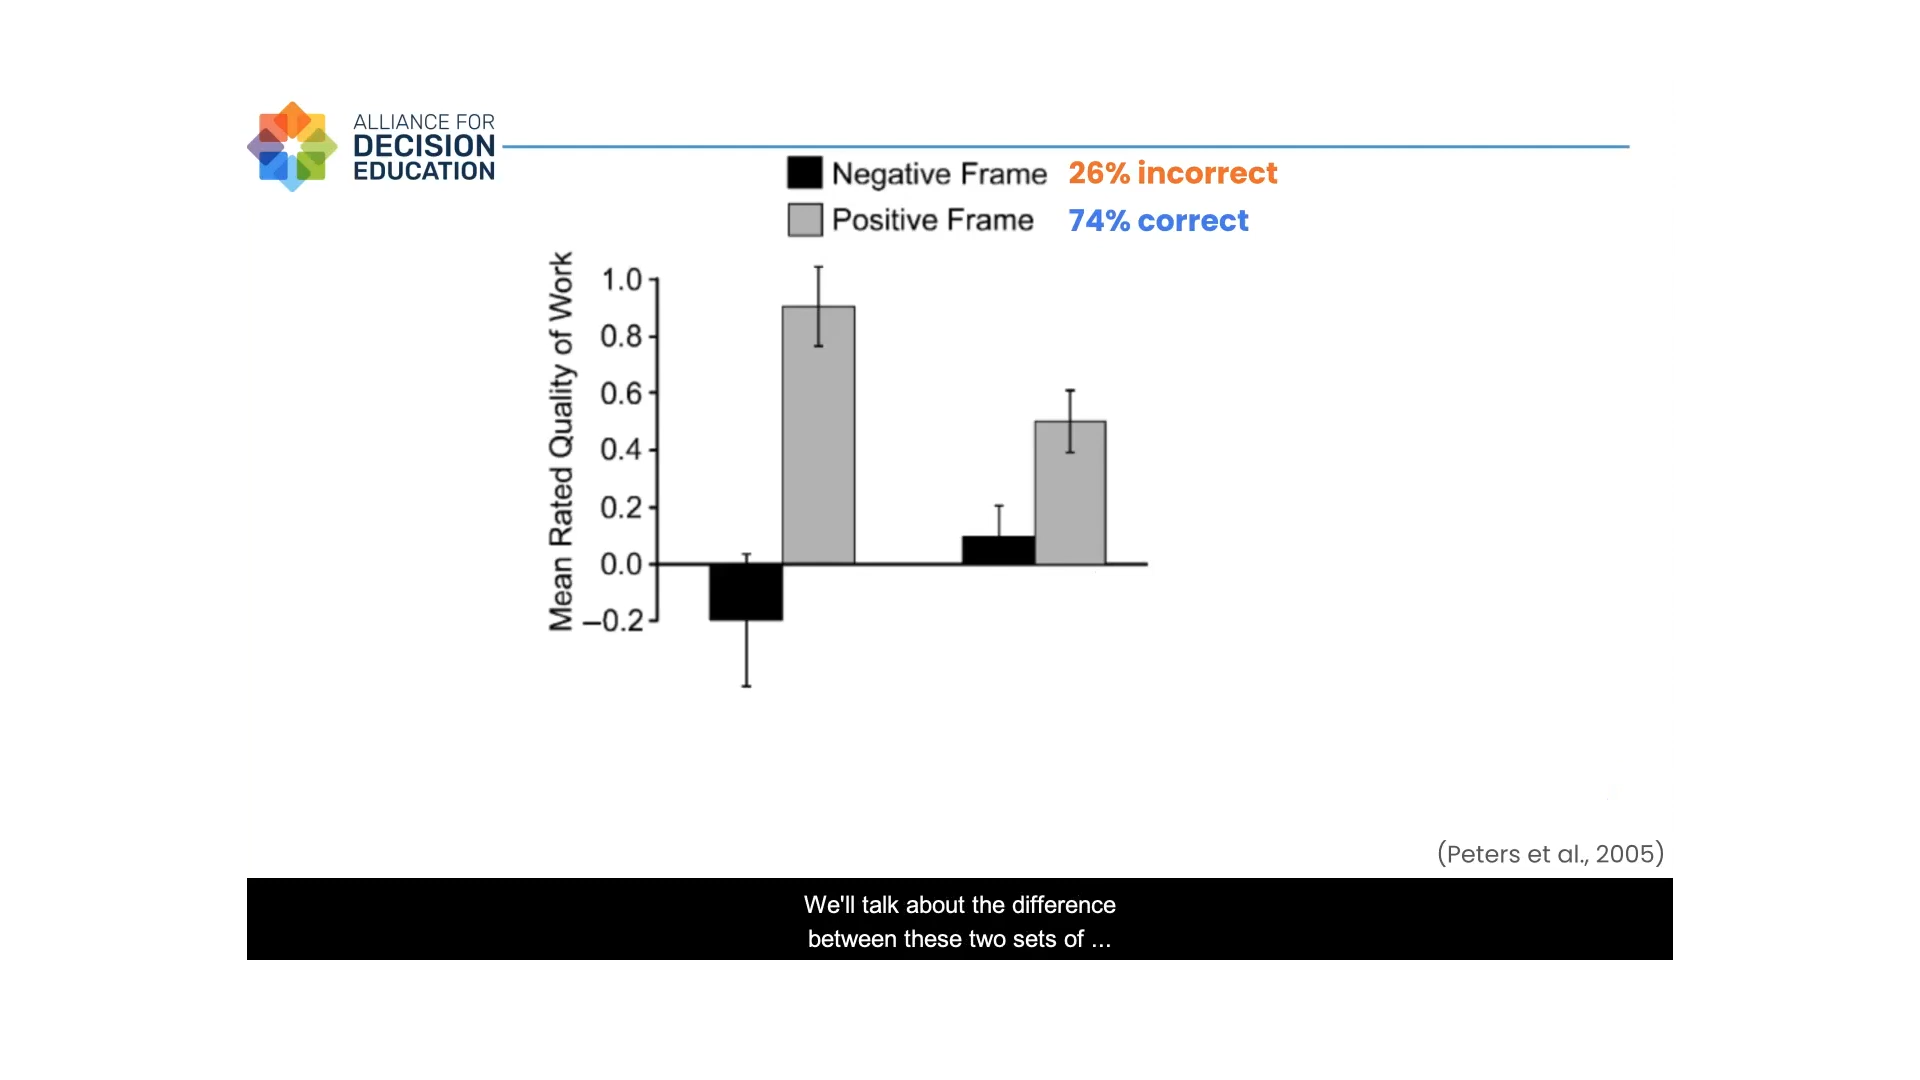 ALLIANCE FOR
DECISION
EDUCATION
Negative Frame 26% incorrect
Positive Frame 74% correct
Mean Rated Quality of Work
1.0
0.8
0.6
0.4
0.2
0.0
–0.2
(Peters et al., 2005)
We'll talk about the difference
between these two sets of ...